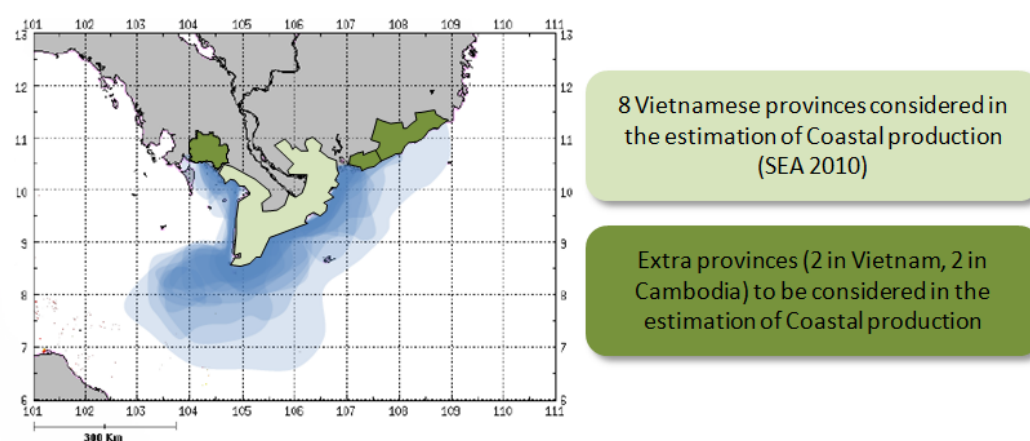 101 102 103 104 105 106 107 108 109 110 111
13 13
12 12
11 11
10 10
9 9
8 8
7 7
6 6
101 102 103 104 105 106 107 108 109 110 111
300 Km
8 Vietnamese provinces considered in
the estimation of Coastal production
(SEA 2010)
Extra provinces (2 in Vietnam, 2 in
Cambodia) to be considered in the
estimation of Coastal production